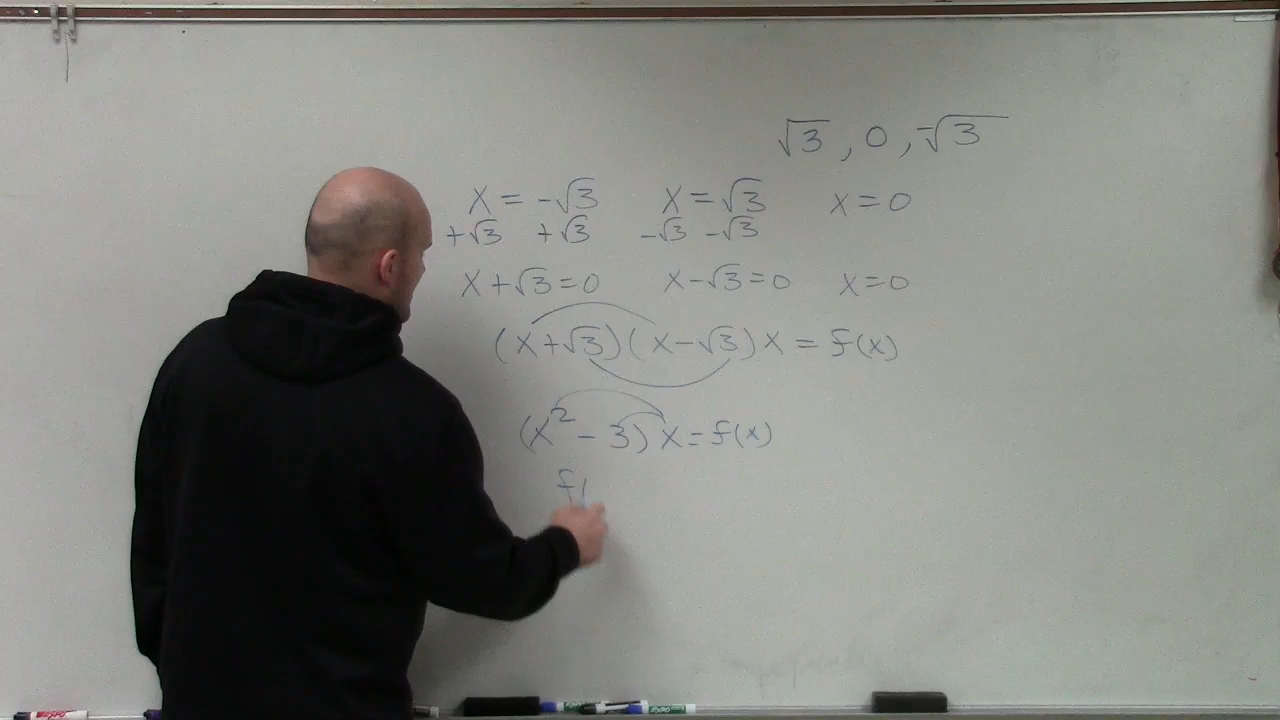 √3, 0, -√3
x = -√3 x = √3 x = 0
+√3 +√3 -√3 -√3
x + √3 = 0 x - √3 = 0 x = 0
(x + √3)(x - √3)x = f(x)
(x² - 3)x = f(x)
f(